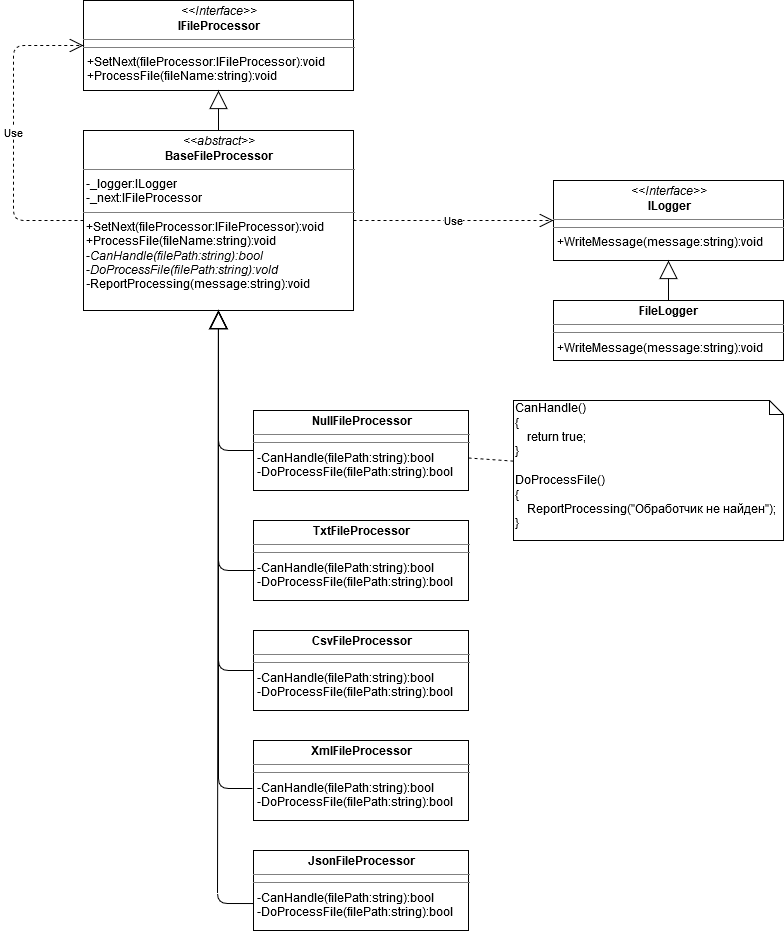 <<Interface>>
IFileProcessor
+SetNext(fileProcessor:IFileProcessor):void
+ProcessFile(fileName:string):void
Use
<<abstract>>
BaseFileProcessor
-_logger:ILogger
-_next:IFileProcessor
+SetNext(fileProcessor:IFileProcessor):void
+ProcessFile(fileName:string):void
-CanHandle(filePath:string):bool
-DoProcessFile(filePath:string):vold
-ReportProcessing(message:string):void
Use
<<Interface>>
ILogger
+WriteMessage(message:string):void
FileLogger
+WriteMessage(message:string):void
NullFileProcessor
-CanHandle(filePath:string):bool
-DoProcessFile(filePath:string):bool
CanHandle()
{
return true;
}
DoProcessFile()
{
ReportProcessing("Обработчик не найден");
}
TxtFileProcessor
-CanHandle(filePath:string):bool
-DoProcessFile(filePath:string):bool
CsvFileProcessor
-CanHandle(filePath:string):bool
-DoProcessFile(filePath:string):bool
XmlFileProcessor
-CanHandle(filePath:string):bool
-DoProcessFile(filePath:string):bool
JsonFileProcessor
-CanHandle(filePath:string):bool
-DoProcessFile(filePath:string):bool